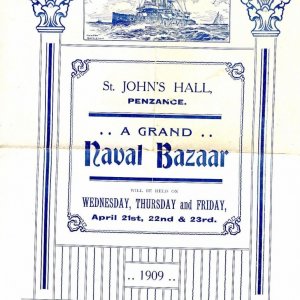 St. JOHN'S HALL,
PENZANCE.
.. A GRAND ..
Naval Bazaar
WILL BE HELD ON
WEDNESDAY, THURSDAY and FRIDAY,
April 21st, 22nd & 23rd.
.. 1909 ..